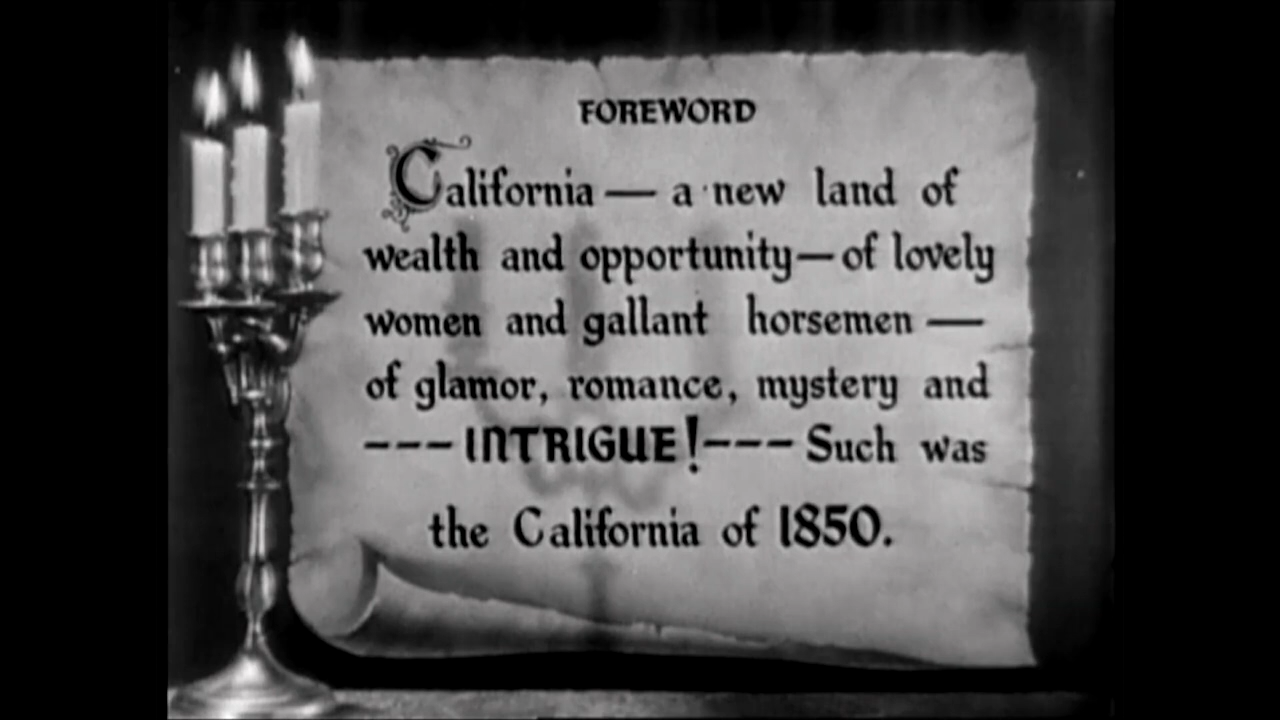 FOREWORD
California — a new land of
wealth and opportunity — of lovely
women and gallant horsemen —
of glamor, romance, mystery and
--- INTRIGUE! --- Such was
the California of 1850.